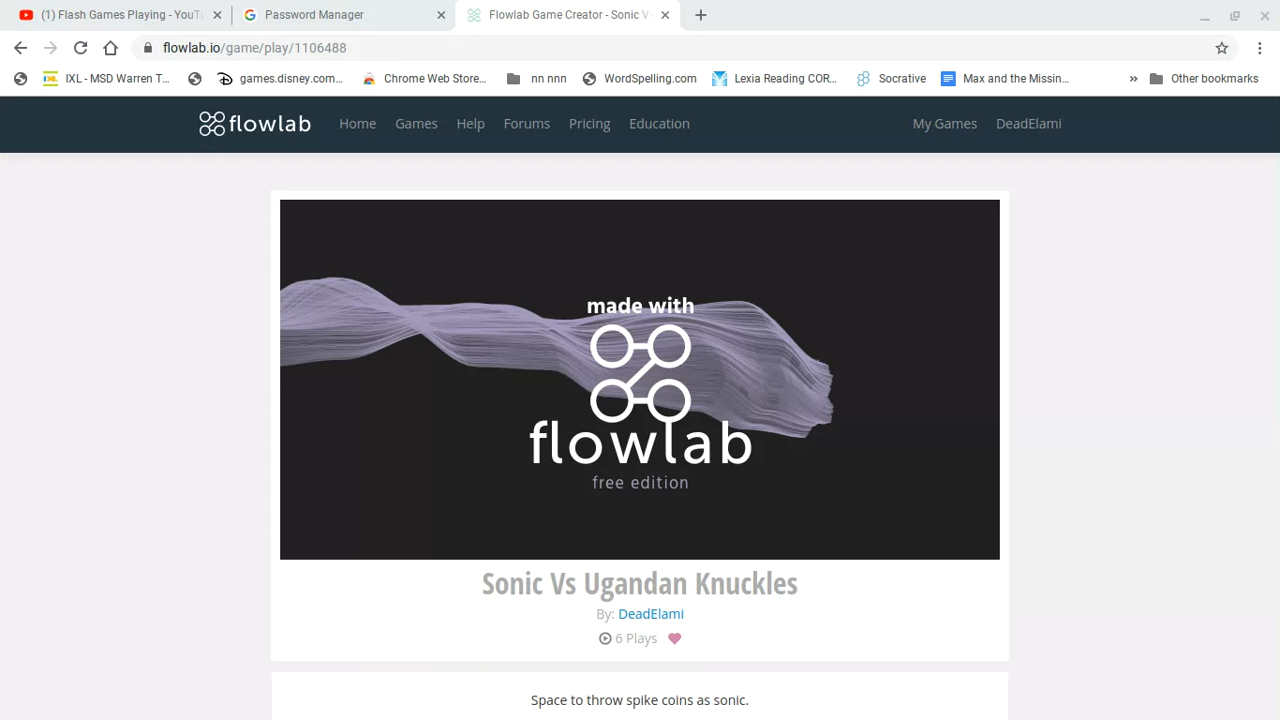 (1) Flash Games Playing - YouTu
Password Manager
Flowlab Game Creator - Sonic V
flowlab.io/game/play/1106488
IXL - MSD Warren T...
games.disney.com...
Chrome Web Store...
nn nnn
WordSpelling.com
Lexia Reading COR...
Socrative
Max and the Missin...
»
Other bookmarks
flowlab
Home
Games
Help
Forums
Pricing
Education
My Games
DeadElami
made with
flowlab
free edition
Sonic Vs Ugandan Knuckles
By: DeadElami
6 Plays
Space to throw spike coins as sonic.